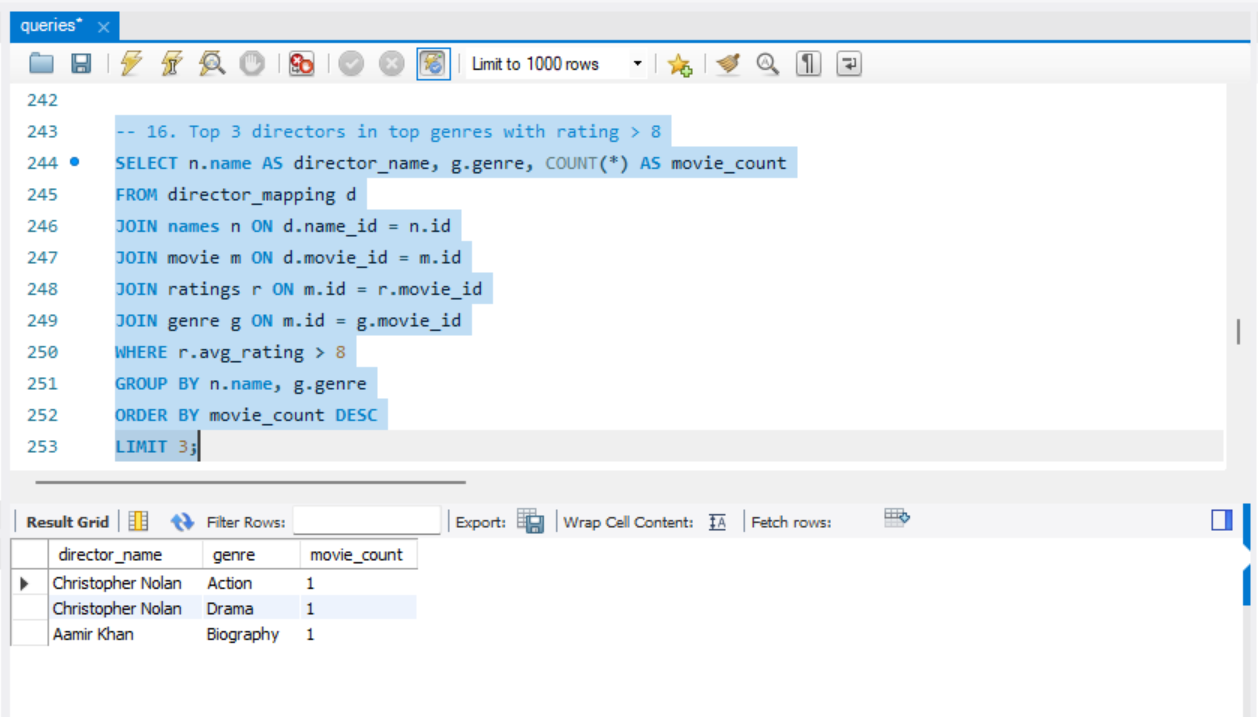 queries*
Limit to 1000 rows
242
243 -- 16. Top 3 directors in top genres with rating > 8
244 SELECT n.name AS director_name, g.genre, COUNT(*) AS movie_count
245 FROM director_mapping d
246 JOIN names n ON d.name_id = n.id
247 JOIN movie m ON d.movie_id = m.id
248 JOIN ratings r ON m.id = r.movie_id
249 JOIN genre g ON m.id = g.movie_id
250 WHERE r.avg_rating > 8
251 GROUP BY n.name, g.genre
252 ORDER BY movie_count DESC
253 LIMIT 3;
Result Grid Filter Rows: Export: Wrap Cell Content: Fetch rows:
director_name genre movie_count
Christopher Nolan Action 1
Christopher Nolan Drama 1
Aamir Khan Biography 1